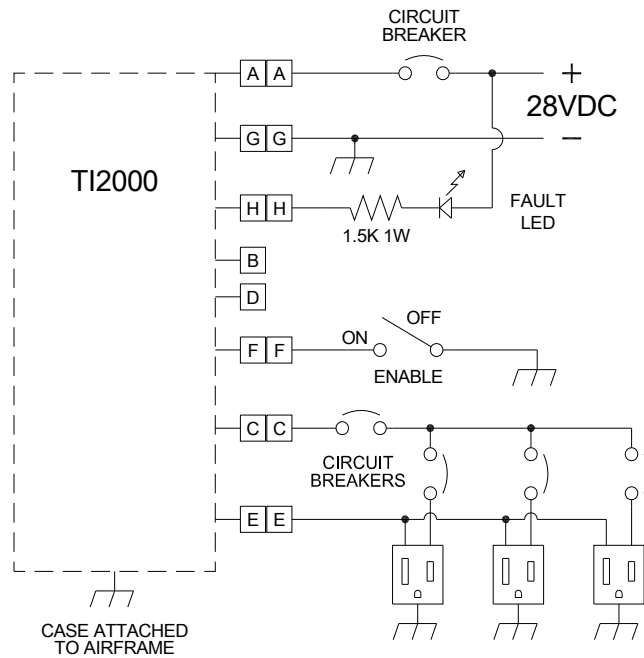 CIRCUIT
BREAKER
A A
+
28VDC
G G
−
TI2000
H H
1.5K 1W
FAULT
LED
B
D
OFF
ON
F F
ENABLE
C C
CIRCUIT
BREAKERS
E E
CASE ATTACHED
TO AIRFRAME